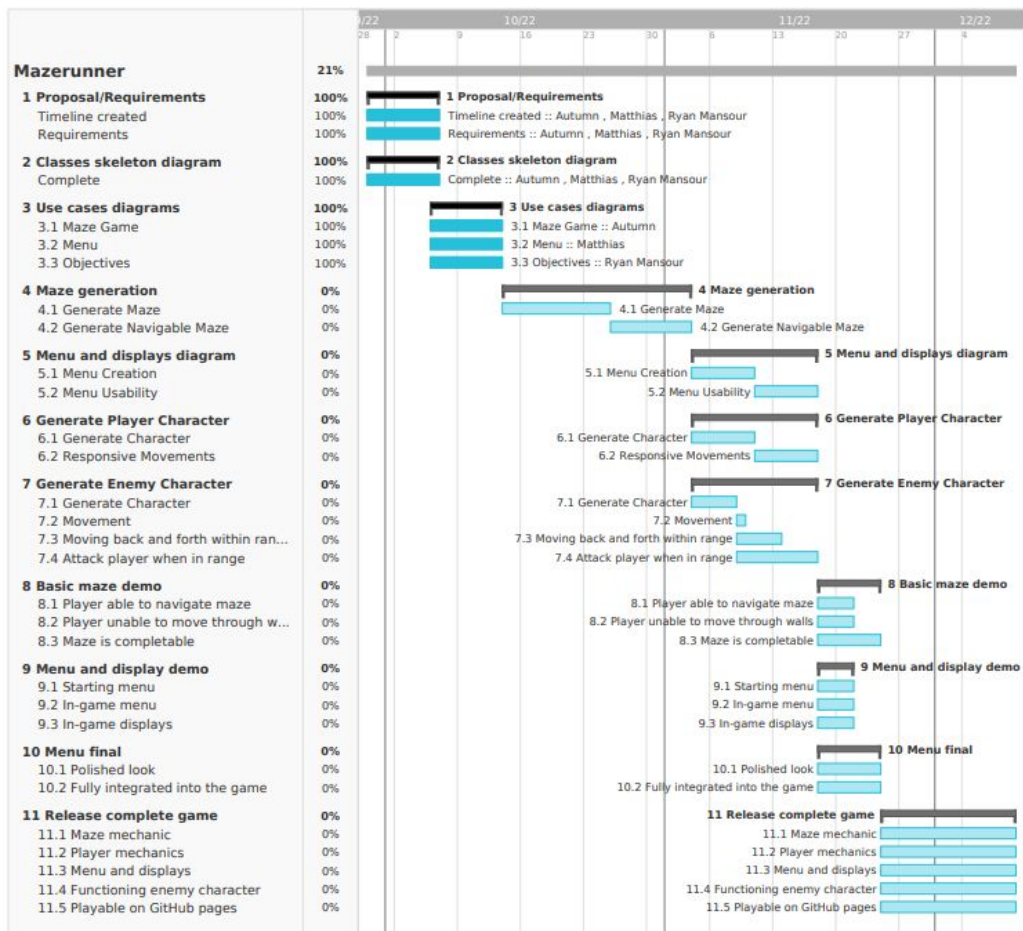 9/22 10/22 11/22 12/22
28 2 9 16 23 30 6 13 20 27 4
Mazerunner 21%
1 Proposal/Requirements 100% 1 Proposal/Requirements
Timeline created 100% Timeline created :: Autumn , Matthias , Ryan Mansour
Requirements 100% Requirements :: Autumn , Matthias , Ryan Mansour
2 Classes skeleton diagram 100% 2 Classes skeleton diagram
Complete 100% Complete :: Autumn , Matthias , Ryan Mansour
3 Use cases diagrams 100% 3 Use cases diagrams
3.1 Maze Game 100% 3.1 Maze Game :: Autumn
3.2 Menu 100% 3.2 Menu :: Matthias
3.3 Objectives 100% 3.3 Objectives :: Ryan Mansour
4 Maze generation 0% 4 Maze generation
4.1 Generate Maze 0% 4.1 Generate Maze
4.2 Generate Navigable Maze 0% 4.2 Generate Navigable Maze
5 Menu and displays diagram 0% 5 Menu and displays diagram
5.1 Menu Creation 0% 5.1 Menu Creation
5.2 Menu Usability 0% 5.2 Menu Usability
6 Generate Player Character 0% 6 Generate Player Character
6.1 Generate Character 0% 6.1 Generate Character
6.2 Responsive Movements 0% 6.2 Responsive Movements
7 Generate Enemy Character 0% 7 Generate Enemy Character
7.1 Generate Character 0% 7.1 Generate Character
7.2 Movement 0% 7.2 Movement
7.3 Moving back and forth within ran... 0% 7.3 Moving back and forth within range
7.4 Attack player when in range 0% 7.4 Attack player when in range
8 Basic maze demo 0% 8 Basic maze demo
8.1 Player able to navigate maze 0% 8.1 Player able to navigate maze
8.2 Player unable to move through w... 0% 8.2 Player unable to move through walls
8.3 Maze is completable 0% 8.3 Maze is completable
9 Menu and display demo 0% 9 Menu and display demo
9.1 Starting menu 0% 9.1 Starting menu
9.2 In-game menu 0% 9.2 In-game menu
9.3 In-game displays 0% 9.3 In-game displays
10 Menu final 0% 10 Menu final
10.1 Polished look 0% 10.1 Polished look
10.2 Fully integrated into the game 0% 10.2 Fully integrated into the game
11 Release complete game 0% 11 Release complete game
11.1 Maze mechanic 0% 11.1 Maze mechanic
11.2 Player mechanics 0% 11.2 Player mechanics
11.3 Menu and displays 0% 11.3 Menu and displays
11.4 Functioning enemy character 0% 11.4 Functioning enemy character
11.5 Playable on GitHub pages 0% 11.5 Playable on GitHub pages